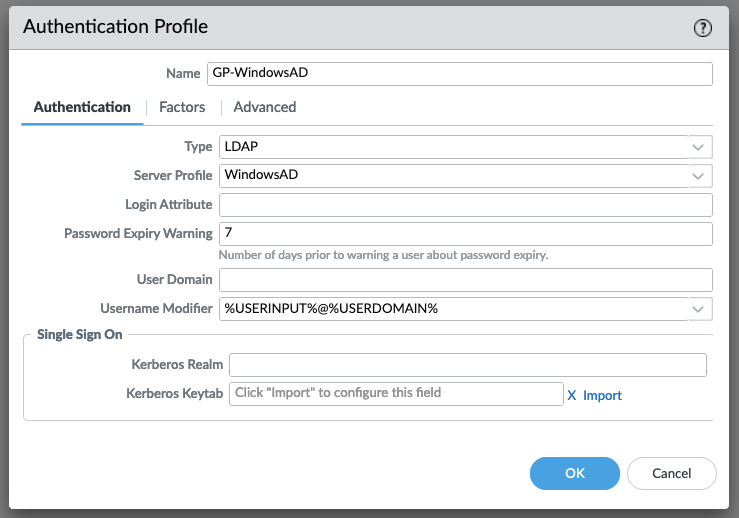 Authentication Profile
?
Name GP-WindowsAD
Authentication Factors Advanced
Type LDAP
Server Profile WindowsAD
Login Attribute
Password Expiry Warning 7
Number of days prior to warning a user about password expiry.
User Domain
Username Modifier %USERINPUT%@%USERDOMAIN%
Single Sign On
Kerberos Realm
Kerberos Keytab Click "Import" to configure this field X Import
OK Cancel